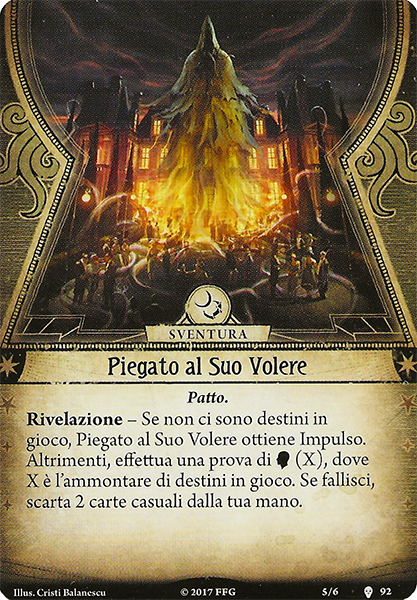 SVENTURA
Piegato al Suo Volere
Patto.
Rivelazione – Se non ci sono destini in
gioco, Piegato al Suo Volere ottiene Impulso.
Altrimenti, effettua una prova di (X), dove
X è l'ammontare di destini in gioco. Se fallisci,
scarta 2 carte casuali dalla tua mano.
Illus. Cristi Balanescu © 2017 FFG 5/6 92